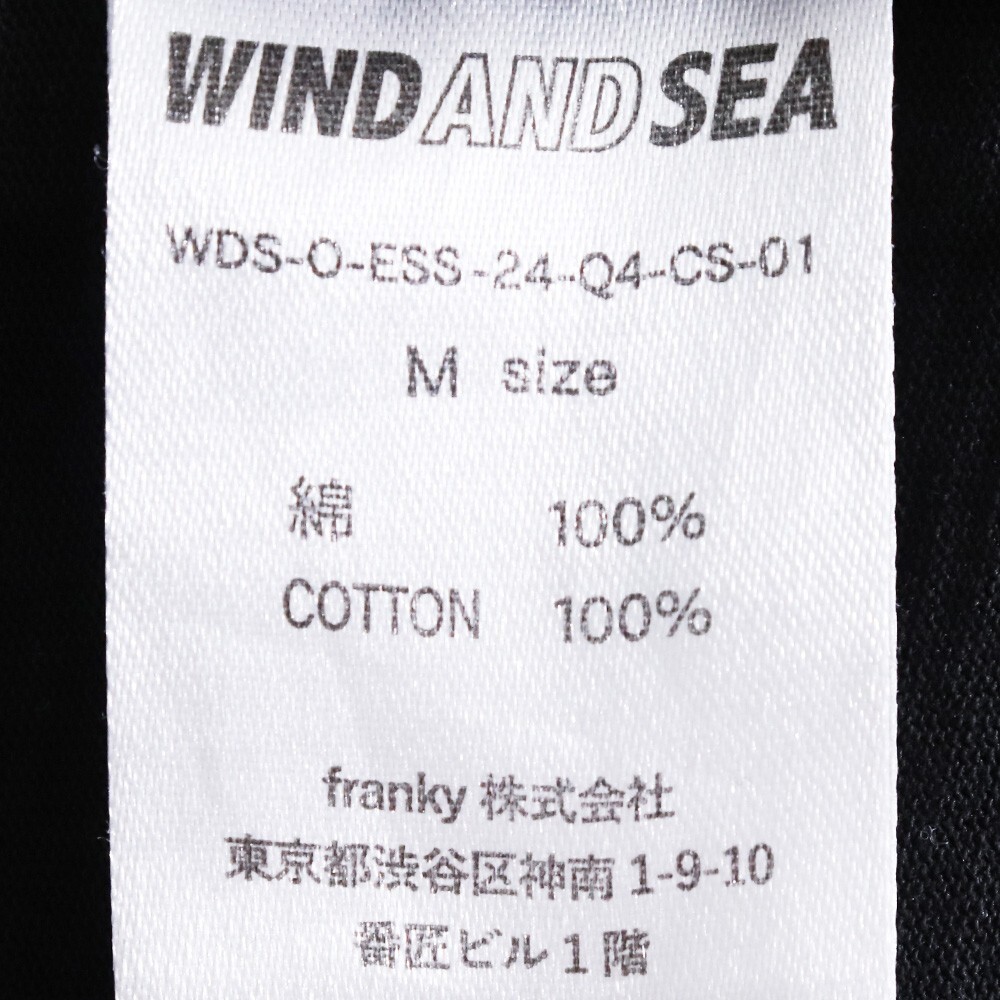 WIND AND SEA
WDS-O-ESS-24-Q4-CS-01
M size
綿 100%
COTTON 100%
franky 株式会社
東京都渋谷区神南 1-9-10
番匠ビル 1 階